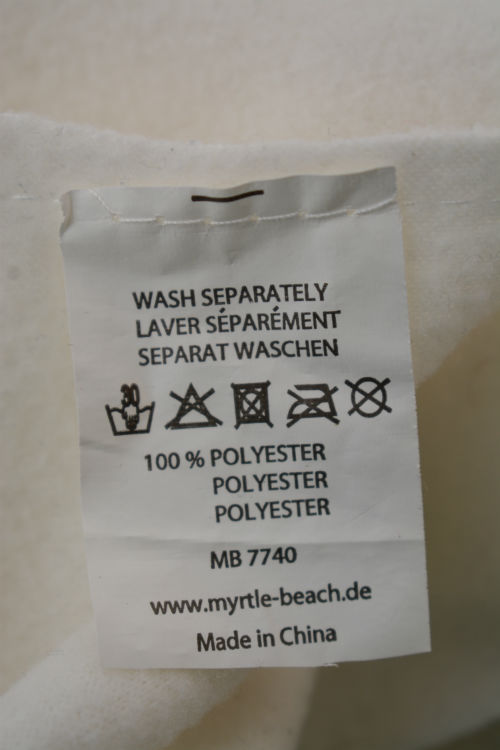 WASH SEPARATELY
LAVER SÉPARÉMENT
SEPARAT WASCHEN
30
100 % POLYESTER
POLYESTER
POLYESTER
MB 7740
www.myrtle-beach.de
Made in China